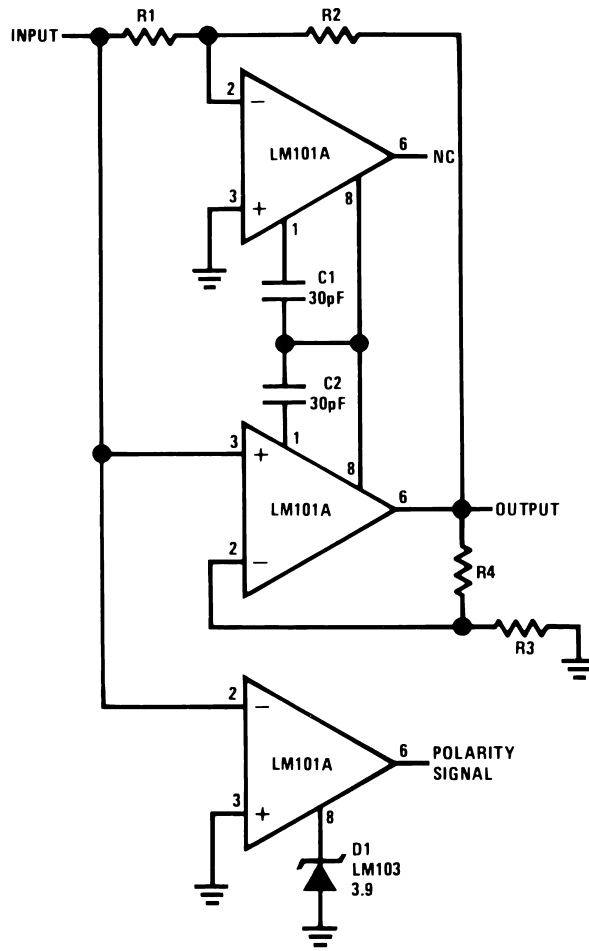 INPUT
R1
R2
2
−
LM101A
6
NC
3
+
8
1
C1
30pF
C2
30pF
1
3
+
8
LM101A
6
OUTPUT
2
−
R4
R3
2
−
LM101A
6
POLARITY
SIGNAL
3
+
8
D1
LM103
3.9